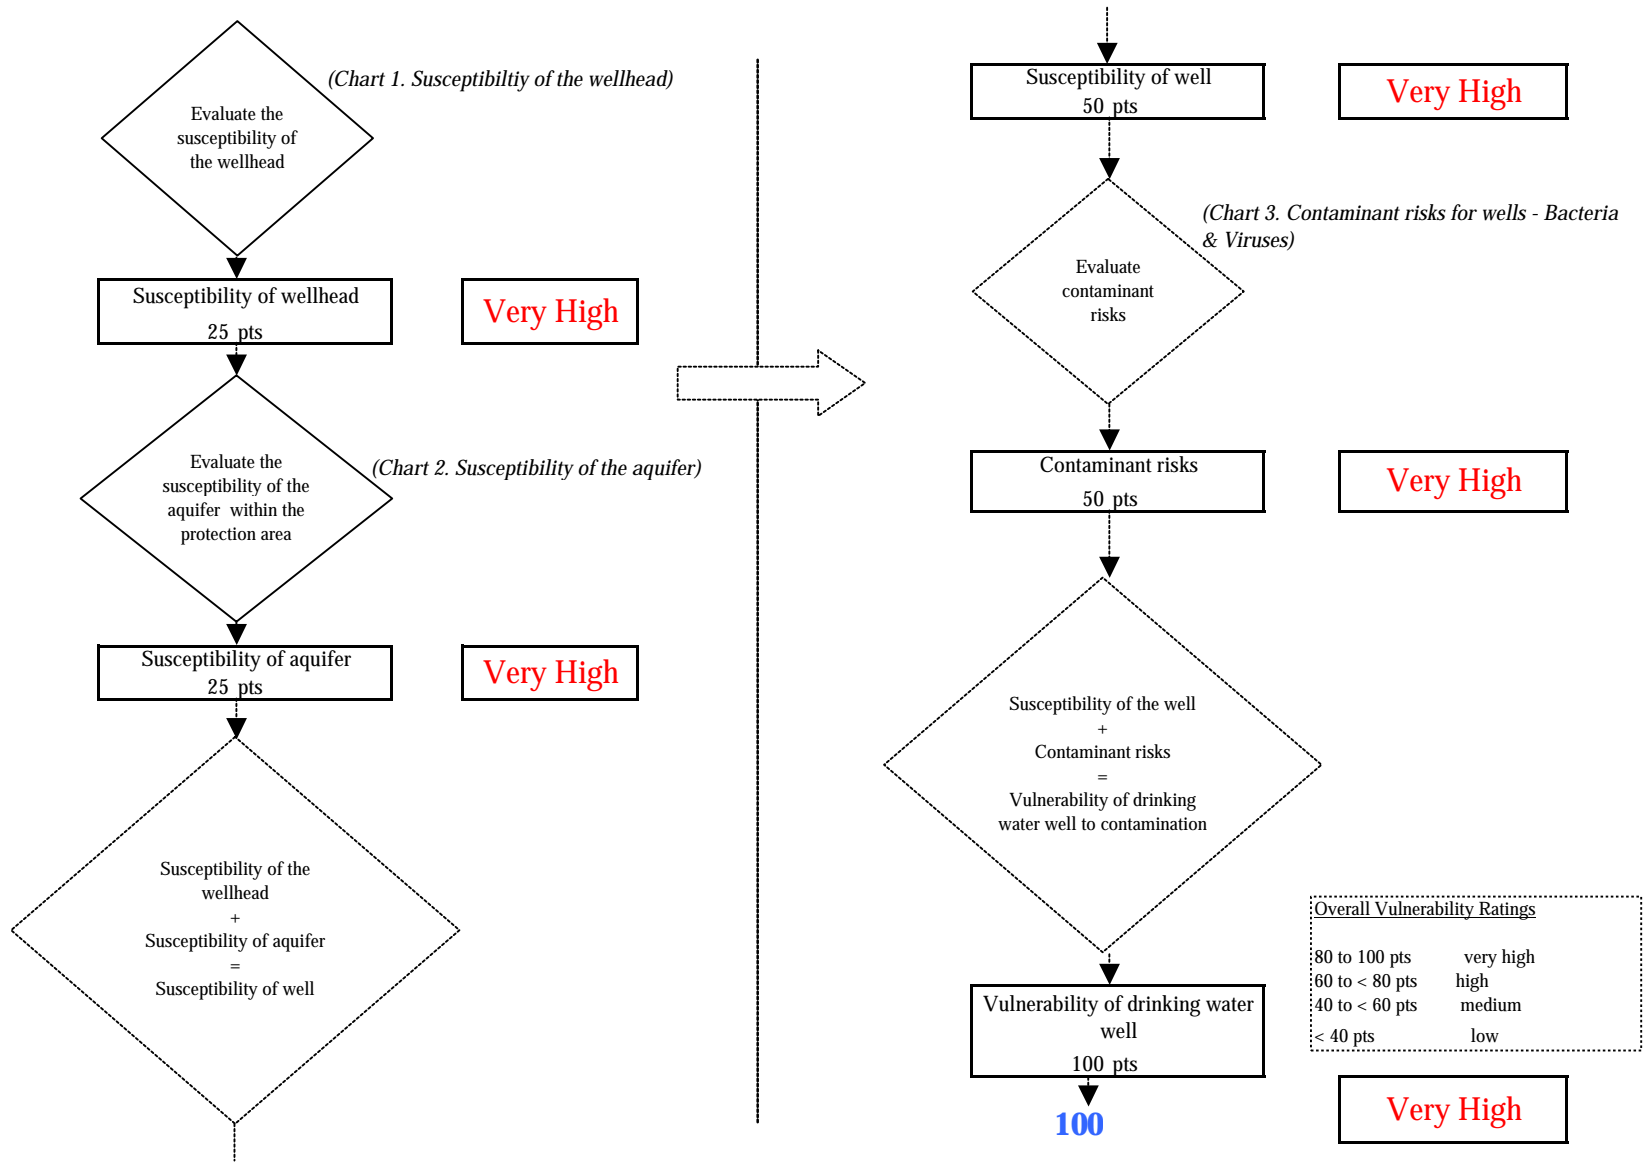 (Chart 1. Susceptibiltiy of the wellhead)
Evaluate the
susceptibility of
the wellhead
Susceptibility of wellhead
25 pts
Very High
(Chart 2. Susceptibility of the aquifer)
Evaluate the
susceptibility of the
aquifer within the
protection area
Susceptibility of aquifer
25 pts
Very High
Susceptibility of the
wellhead
+
Susceptibility of aquifer
=
Susceptibility of well
Susceptibility of well
50 pts
Very High
(Chart 3. Contaminant risks for wells - Bacteria
& Viruses)
Evaluate
contaminant
risks
Contaminant risks
50 pts
Very High
Susceptibility of the well
+
Contaminant risks
=
Vulnerability of drinking
water well to contamination
Overall Vulnerability Ratings
80 to 100 pts very high
60 to < 80 pts high
40 to < 60 pts medium
< 40 pts low
Vulnerability of drinking water
well
100 pts
100
Very High